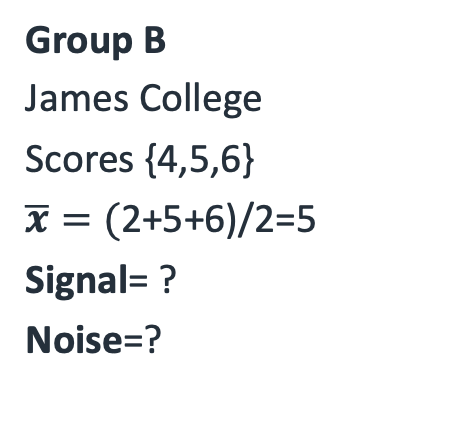 Group B
James College
Scores {4,5,6}
x̅ = (2+5+6)/2=5
Signal= ?
Noise=?